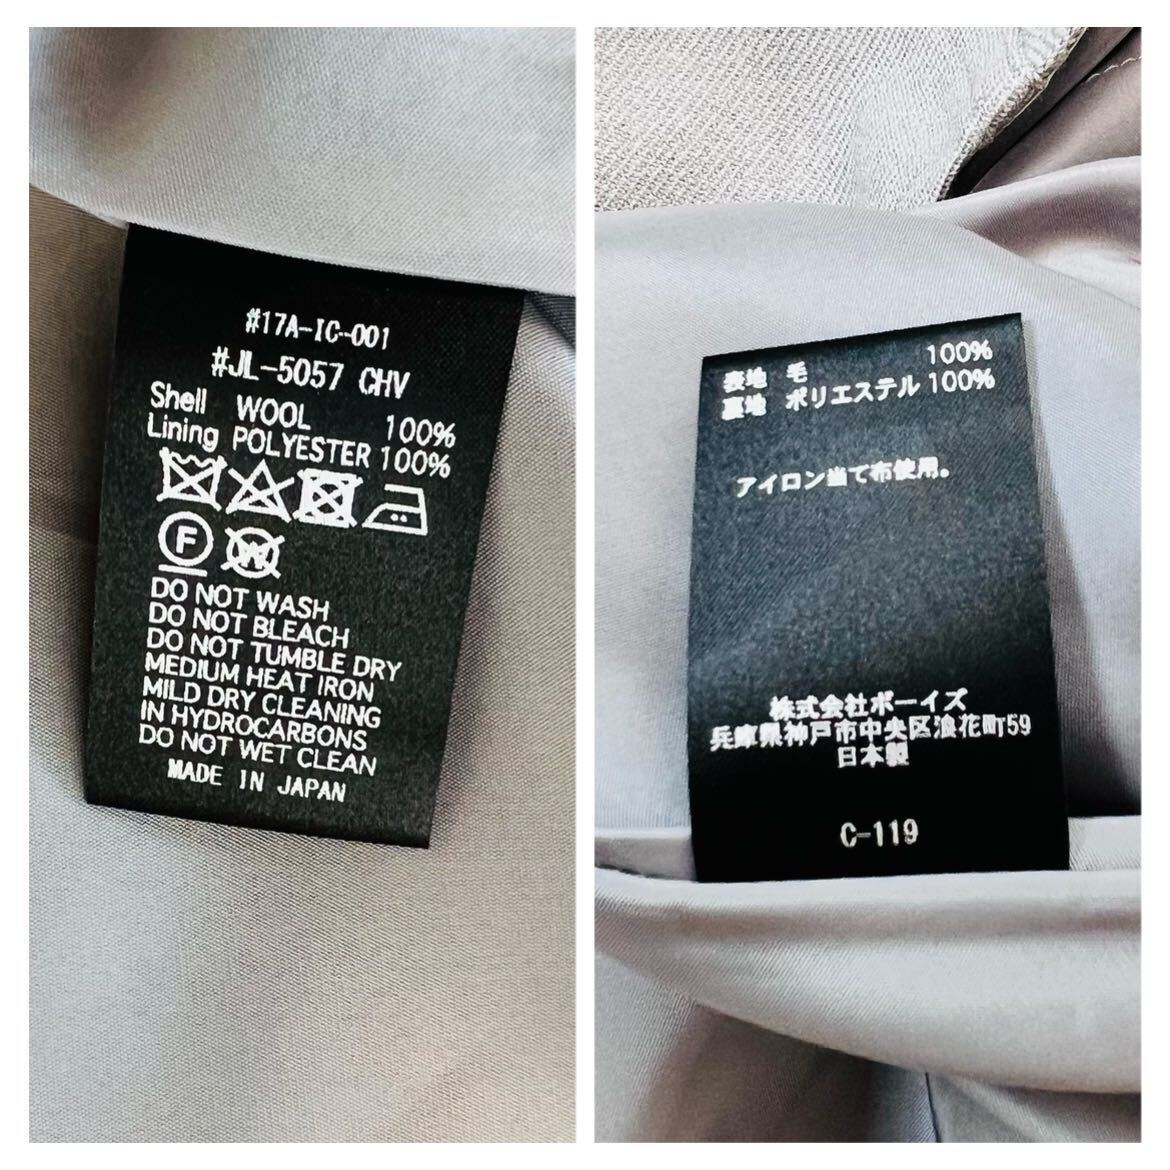 #17A-IC-001
#JL-5057 CHV
Shell WOOL 100%
Lining POLYESTER 100%
F W
DO NOT WASH
DO NOT BLEACH
DO NOT TUMBLE DRY
MEDIUM HEAT IRON
MILD DRY CLEANING
IN HYDROCARBONS
DO NOT WET CLEAN
MADE IN JAPAN
表地 毛 100%
裏地 ポリエステル 100%
アイロン当て布使用。
株式会社ボーイズ
兵庫県神戸市中央区浪花町59
日本製
C-119